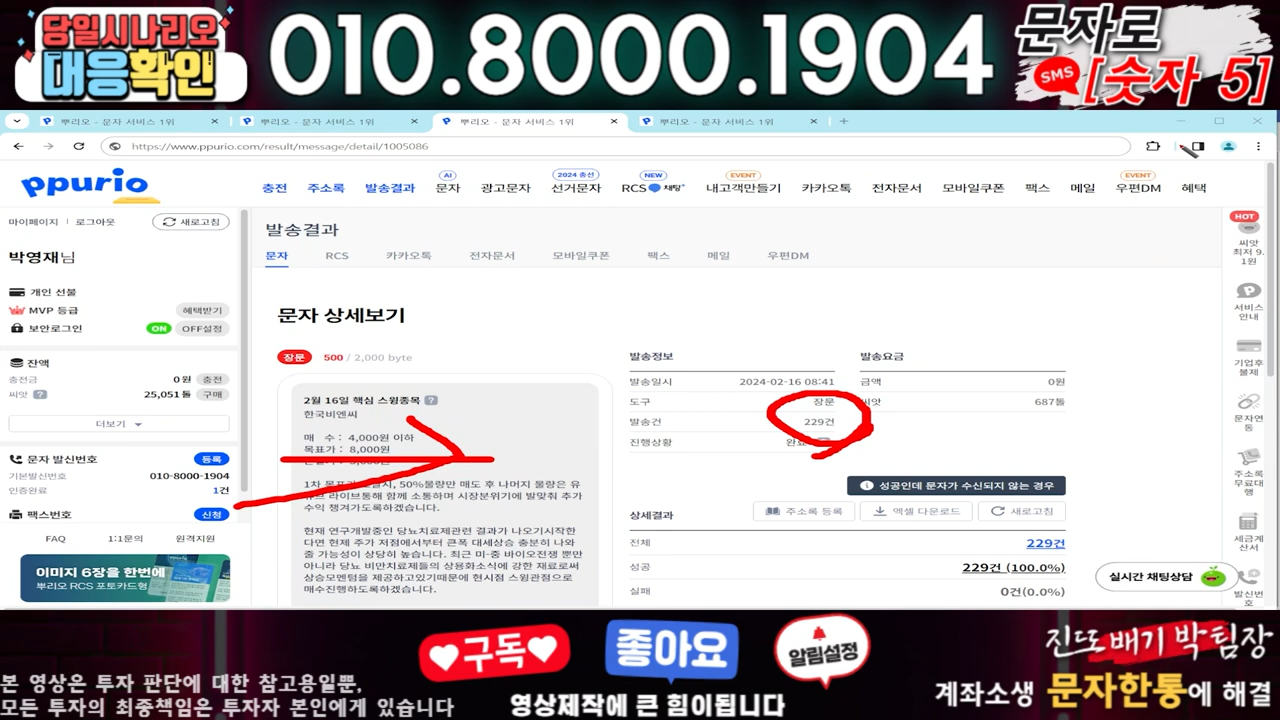 당일시나리오
대응확인
010.8000.1904
문자로
SMS
[숫자 5]
뿌리오 - 문자 서비스 1위
뿌리오 - 문자 서비스 1위
뿌리오 - 문자 서비스 1위
뿌리오 - 문자 서비스 1위
https://www.ppurio.com/result/message/detail/1005086
ppurio
충전
주소록
발송결과
AI
문자
광고문자
2024 총선
선거문자
NEW
RCS 채팅+
EVENT
내고객만들기
카카오톡
전자문서
모바일쿠폰
팩스
메일
EVENT
우편DM
혜택
마이페이지 | 로그아웃
새로고침
박영재님
개인 선불
MVP 등급
혜택받기
보안로그인
ON
OFF설정
잔액
충전금 0원 충전
씨앗 ? 25,051톨 구매
더보기
문자 발신번호 등록
기본발신번호 010-8000-1904
인증완료 1건
팩스번호 신청
FAQ 1:1문의 원격지원
이미지 6장을 한번에
뿌리오 RCS 포토카드형
발송결과
문자 RCS 카카오톡 전자문서 모바일쿠폰 팩스 메일 우편DM
문자 상세보기
장문 500 / 2,000 byte
2월 16일 핵심 스윙종목 ?
한국비엔씨
매 수 : 4,000원 이하
목표가 : 8,000원
1차 목표가 50%물량만 매도 후 나머지 물량은 유
라이브통해 함께 소통하며 시장분위기에 발맞춰 추가
수익 챙겨가도록하겠습니다.
현재 연구개발중인 당뇨치료제관련 결과가 나오기시작한
다면 현재 주가 저점에서부터 큰폭 대세상승 충분히 나와
줄 가능성이 상당히 높습니다. 최근 미·중 바이오전쟁 뿐만
아니라 당뇨 비만치료제들의 상용화소식에 강한 재료로써
상승모멘텀을 제공하고있기때문에 현시점 스윙관점으로
매수진행하도록하겠습니다.
발송정보
발송일시 2024-02-16 08:41
도구 장문
발송건 229건
진행상황
발송요금
금액 0원
씨앗 687톨
성공인데 문자가 수신되지 않는 경우
상세결과
주소록 등록
엑셀 다운로드
새로고침
전체 229건
성공 229건 (100.0%)
실패 0건(0.0%)
HOT
씨앗
최저 9.
1원
서비스
안내
기업후
불제
문자연
동
주소록
무료대
행
세금계
산서
발신번
호
실시간 채팅상담
본 영상은 투자 판단에 대한 참고용일뿐,
모든 투자의 최종책임은 투자자 본인에게 있습니다
구독
좋아요
알림설정
영상제작에 큰 힘이됩니다
진또배기 박팀장
계좌소생 문자한통에 해결